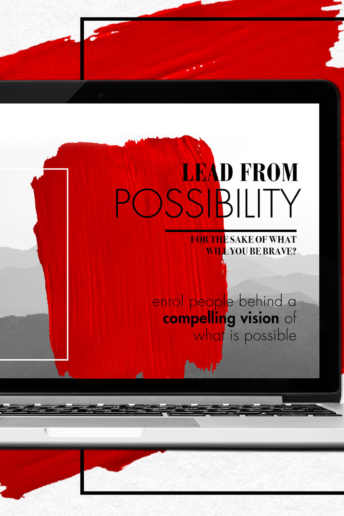 LEAD FROM
POSSIBILITY
FOR THE SAKE OF WHAT
WILL YOU BE BRAVE?
enrol people behind a
compelling vision of
what is possible